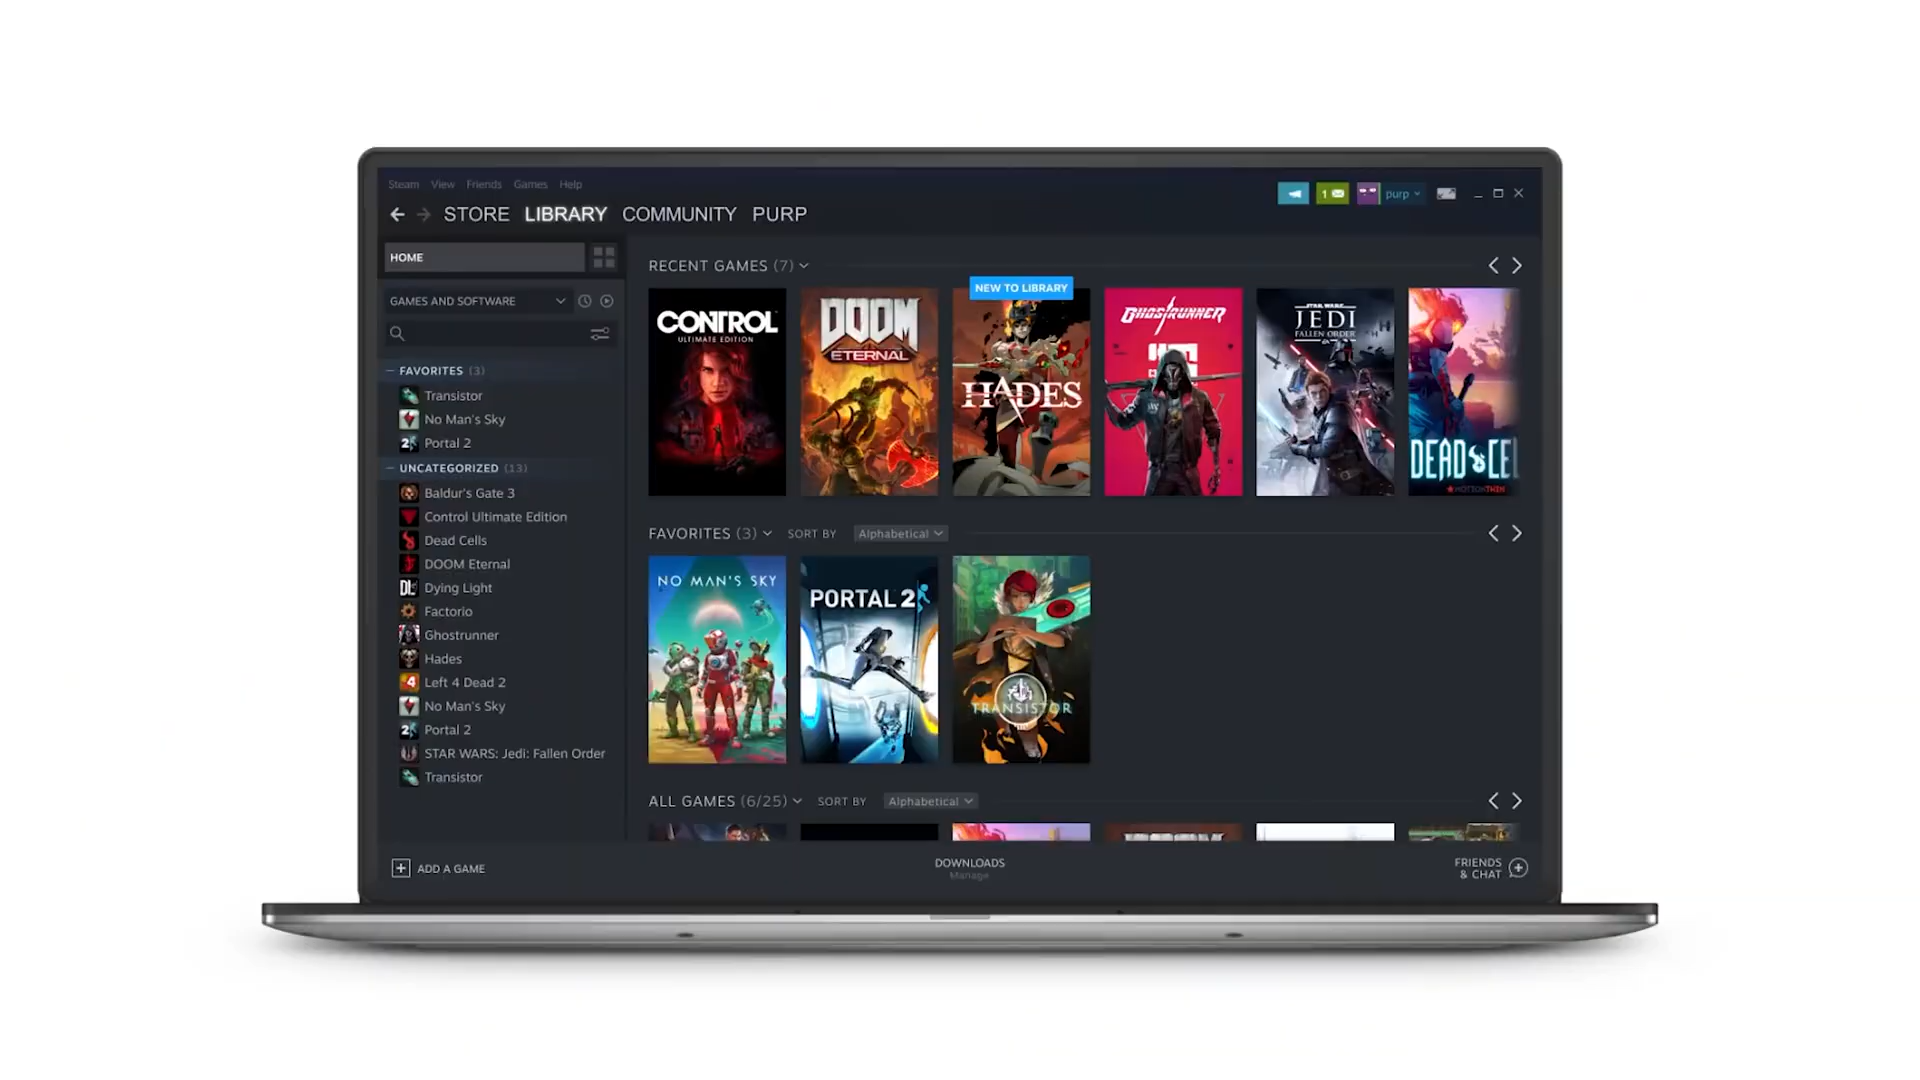 Steam View Friends Games Help
1 purp
STORE LIBRARY COMMUNITY PURP
HOME
GAMES AND SOFTWARE
FAVORITES (3)
Transistor
No Man's Sky
Portal 2
UNCATEGORIZED (13)
Baldur's Gate 3
Control Ultimate Edition
Dead Cells
DOOM Eternal
Dying Light
Factorio
Ghostrunner
Hades
Left 4 Dead 2
No Man's Sky
Portal 2
STAR WARS: Jedi: Fallen Order
Transistor
ADD A GAME
RECENT GAMES (7)
CONTROL
ULTIMATE EDITION
DOOM
ETERNAL
NEW TO LIBRARY
HADES
GHOSTRUNNER
STAR WARS
JEDI
FALLEN ORDER
DEAD CEL
MOTIONTWIN
FAVORITES (3) SORT BY Alphabetical
NO MAN'S SKY
PORTAL 2
TRANSISTOR
ALL GAMES (6/25) SORT BY Alphabetical
DOWNLOADS
Manage
FRIENDS
& CHAT